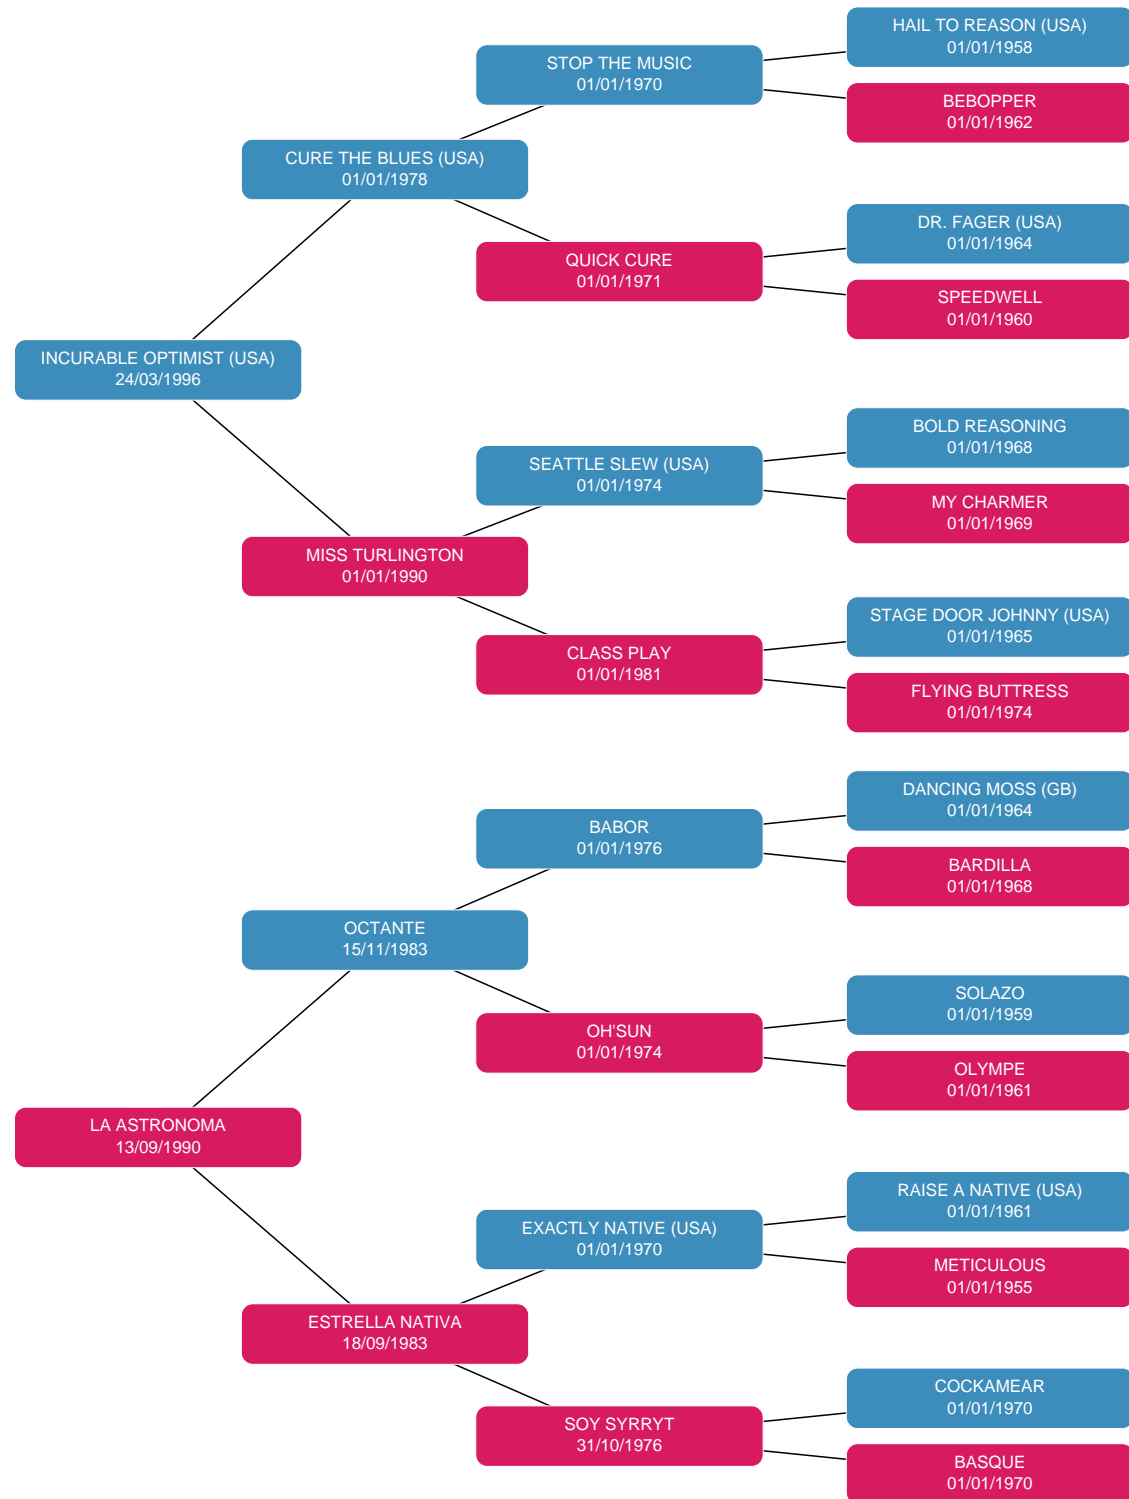 HAIL TO REASON (USA)
01/01/1958
STOP THE MUSIC
01/01/1970
BEBOPPER
01/01/1962
CURE THE BLUES (USA)
01/01/1978
DR. FAGER (USA)
01/01/1964
QUICK CURE
01/01/1971
SPEEDWELL
01/01/1960
INCURABLE OPTIMIST (USA)
24/03/1996
BOLD REASONING
01/01/1968
SEATTLE SLEW (USA)
01/01/1974
MY CHARMER
01/01/1969
MISS TURLINGTON
01/01/1990
STAGE DOOR JOHNNY (USA)
01/01/1965
CLASS PLAY
01/01/1981
FLYING BUTTRESS
01/01/1974
DANCING MOSS (GB)
01/01/1964
BABOR
01/01/1976
BARDILLA
01/01/1968
OCTANTE
15/11/1983
SOLAZO
01/01/1959
OH'SUN
01/01/1974
OLYMPE
01/01/1961
LA ASTRONOMA
13/09/1990
RAISE A NATIVE (USA)
01/01/1961
EXACTLY NATIVE (USA)
01/01/1970
METICULOUS
01/01/1955
ESTRELLA NATIVA
18/09/1983
COCKAMEAR
01/01/1970
SOY SYRRYT
31/10/1976
BASQUE
01/01/1970